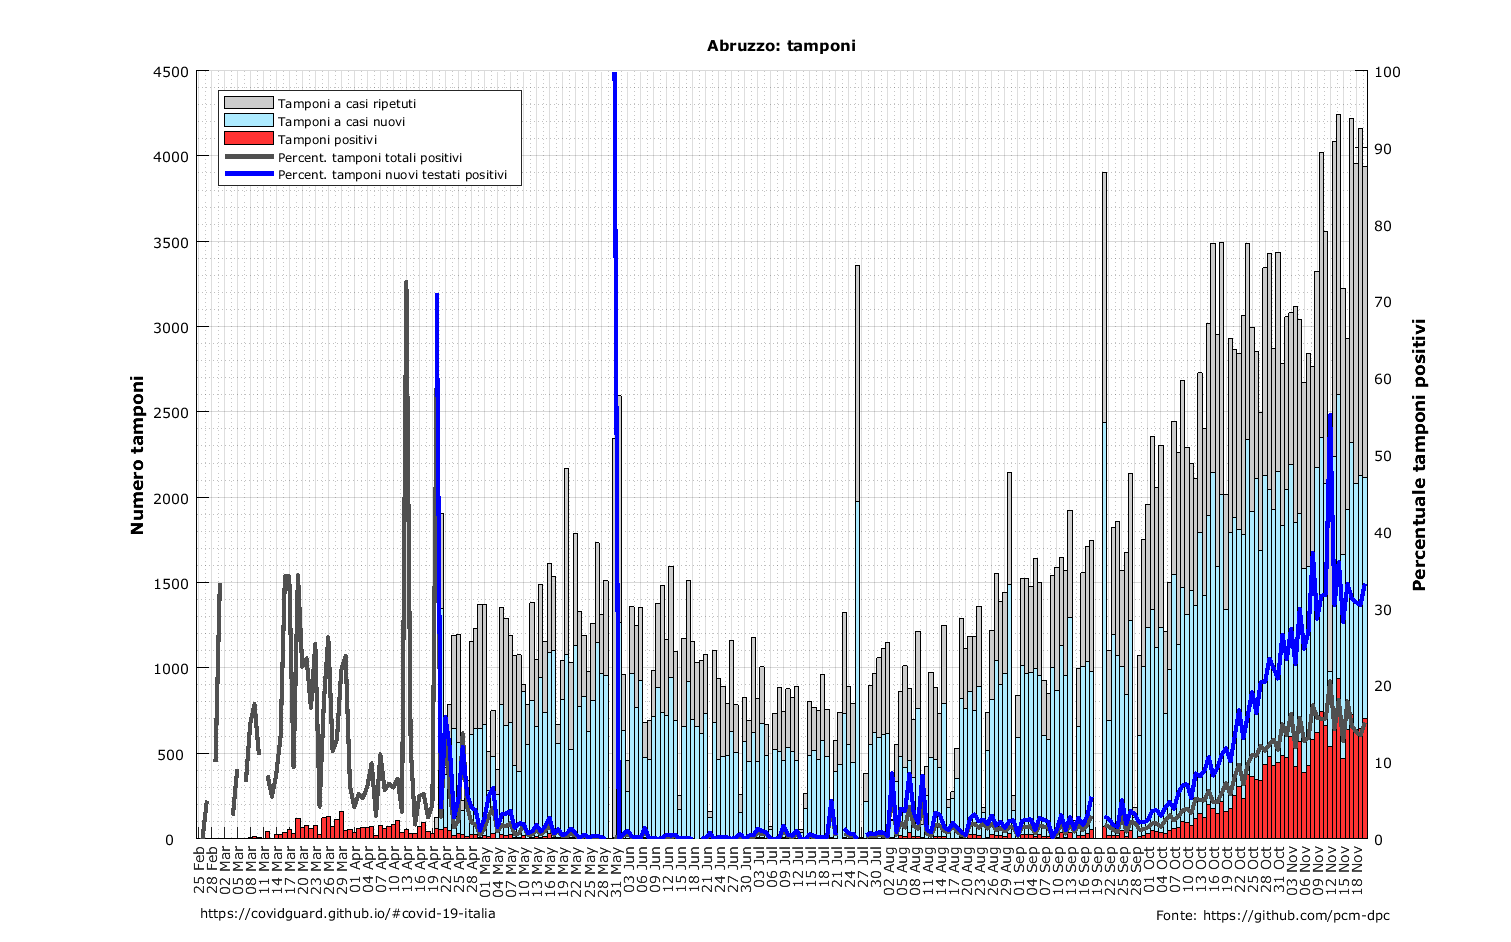 Abruzzo: tamponi
Tamponi a casi ripetuti
Tamponi a casi nuovi
Tamponi positivi
Percent. tamponi totali positivi
Percent. tamponi nuovi testati positivi
Numero tamponi
4500
4000
3500
3000
2500
2000
1500
1000
500
0
Percentuale tamponi positivi
100
90
80
70
60
50
40
30
20
10
0
25 Feb
28 Feb
02 Mar
05 Mar
08 Mar
11 Mar
14 Mar
17 Mar
20 Mar
23 Mar
26 Mar
29 Mar
01 Apr
04 Apr
07 Apr
10 Apr
13 Apr
16 Apr
19 Apr
22 Apr
25 Apr
28 Apr
01 May
04 May
07 May
10 May
13 May
16 May
19 May
22 May
25 May
28 May
31 May
03 Jun
06 Jun
09 Jun
12 Jun
15 Jun
18 Jun
21 Jun
24 Jun
27 Jun
30 Jun
03 Jul
06 Jul
09 Jul
12 Jul
15 Jul
18 Jul
21 Jul
24 Jul
27 Jul
30 Jul
02 Aug
05 Aug
08 Aug
11 Aug
14 Aug
17 Aug
20 Aug
23 Aug
26 Aug
29 Aug
01 Sep
04 Sep
07 Sep
10 Sep
13 Sep
16 Sep
19 Sep
22 Sep
25 Sep
28 Sep
01 Oct
04 Oct
07 Oct
10 Oct
13 Oct
16 Oct
19 Oct
22 Oct
25 Oct
28 Oct
31 Oct
03 Nov
06 Nov
09 Nov
12 Nov
15 Nov
18 Nov
https://covidguard.github.io/#covid-19-italia
Fonte: https://github.com/pcm-dpc